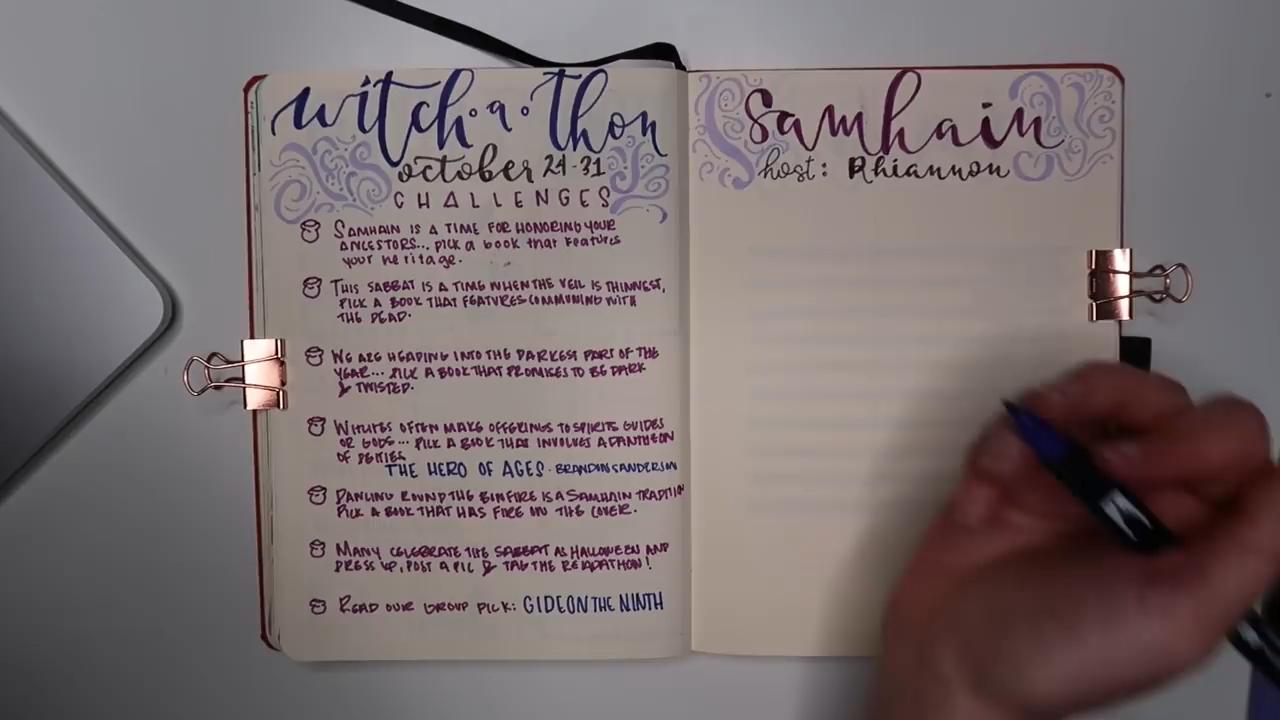 witch·a·thon
october 24-31
CHALLENGES
SAMHAIN IS A TIME FOR HONORING YOUR
ANCESTORS... pick a book that features
your heritage.
THIS SABBAT IS A TIME WHEN THE VEIL IS THINNEST,
PICK A BOOK THAT FEATURES COMMUNING WITH
THE DEAD.
WE ARE HEADING INTO THE DARKEST PART OF THE
YEAR... PICK A BOOK THAT PROMISES TO BE DARK
& TWISTED.
WITCHES OFTEN MAKE OFFERINGS TO SPIRITS GUIDES
OR GODS... PICK A BOOK THAT INVOLVES A PANTHEON
OF DEITIES.
THE HERO OF AGES - BRANDON SANDERSON
DANCING ROUND THE BINFIRE IS A SAMHAIN TRADITION
PICK A BOOK THAT HAS FIRE ON THE COVER.
MANY CELEBRATE THE SABBAT AS HALLOWEEN AND
DRESS UP, POST A PIC & TAG THE READATHON!
READ OUR GROUP PICK: GIDEON THE NINTH
Samhain
host: Rhiannon